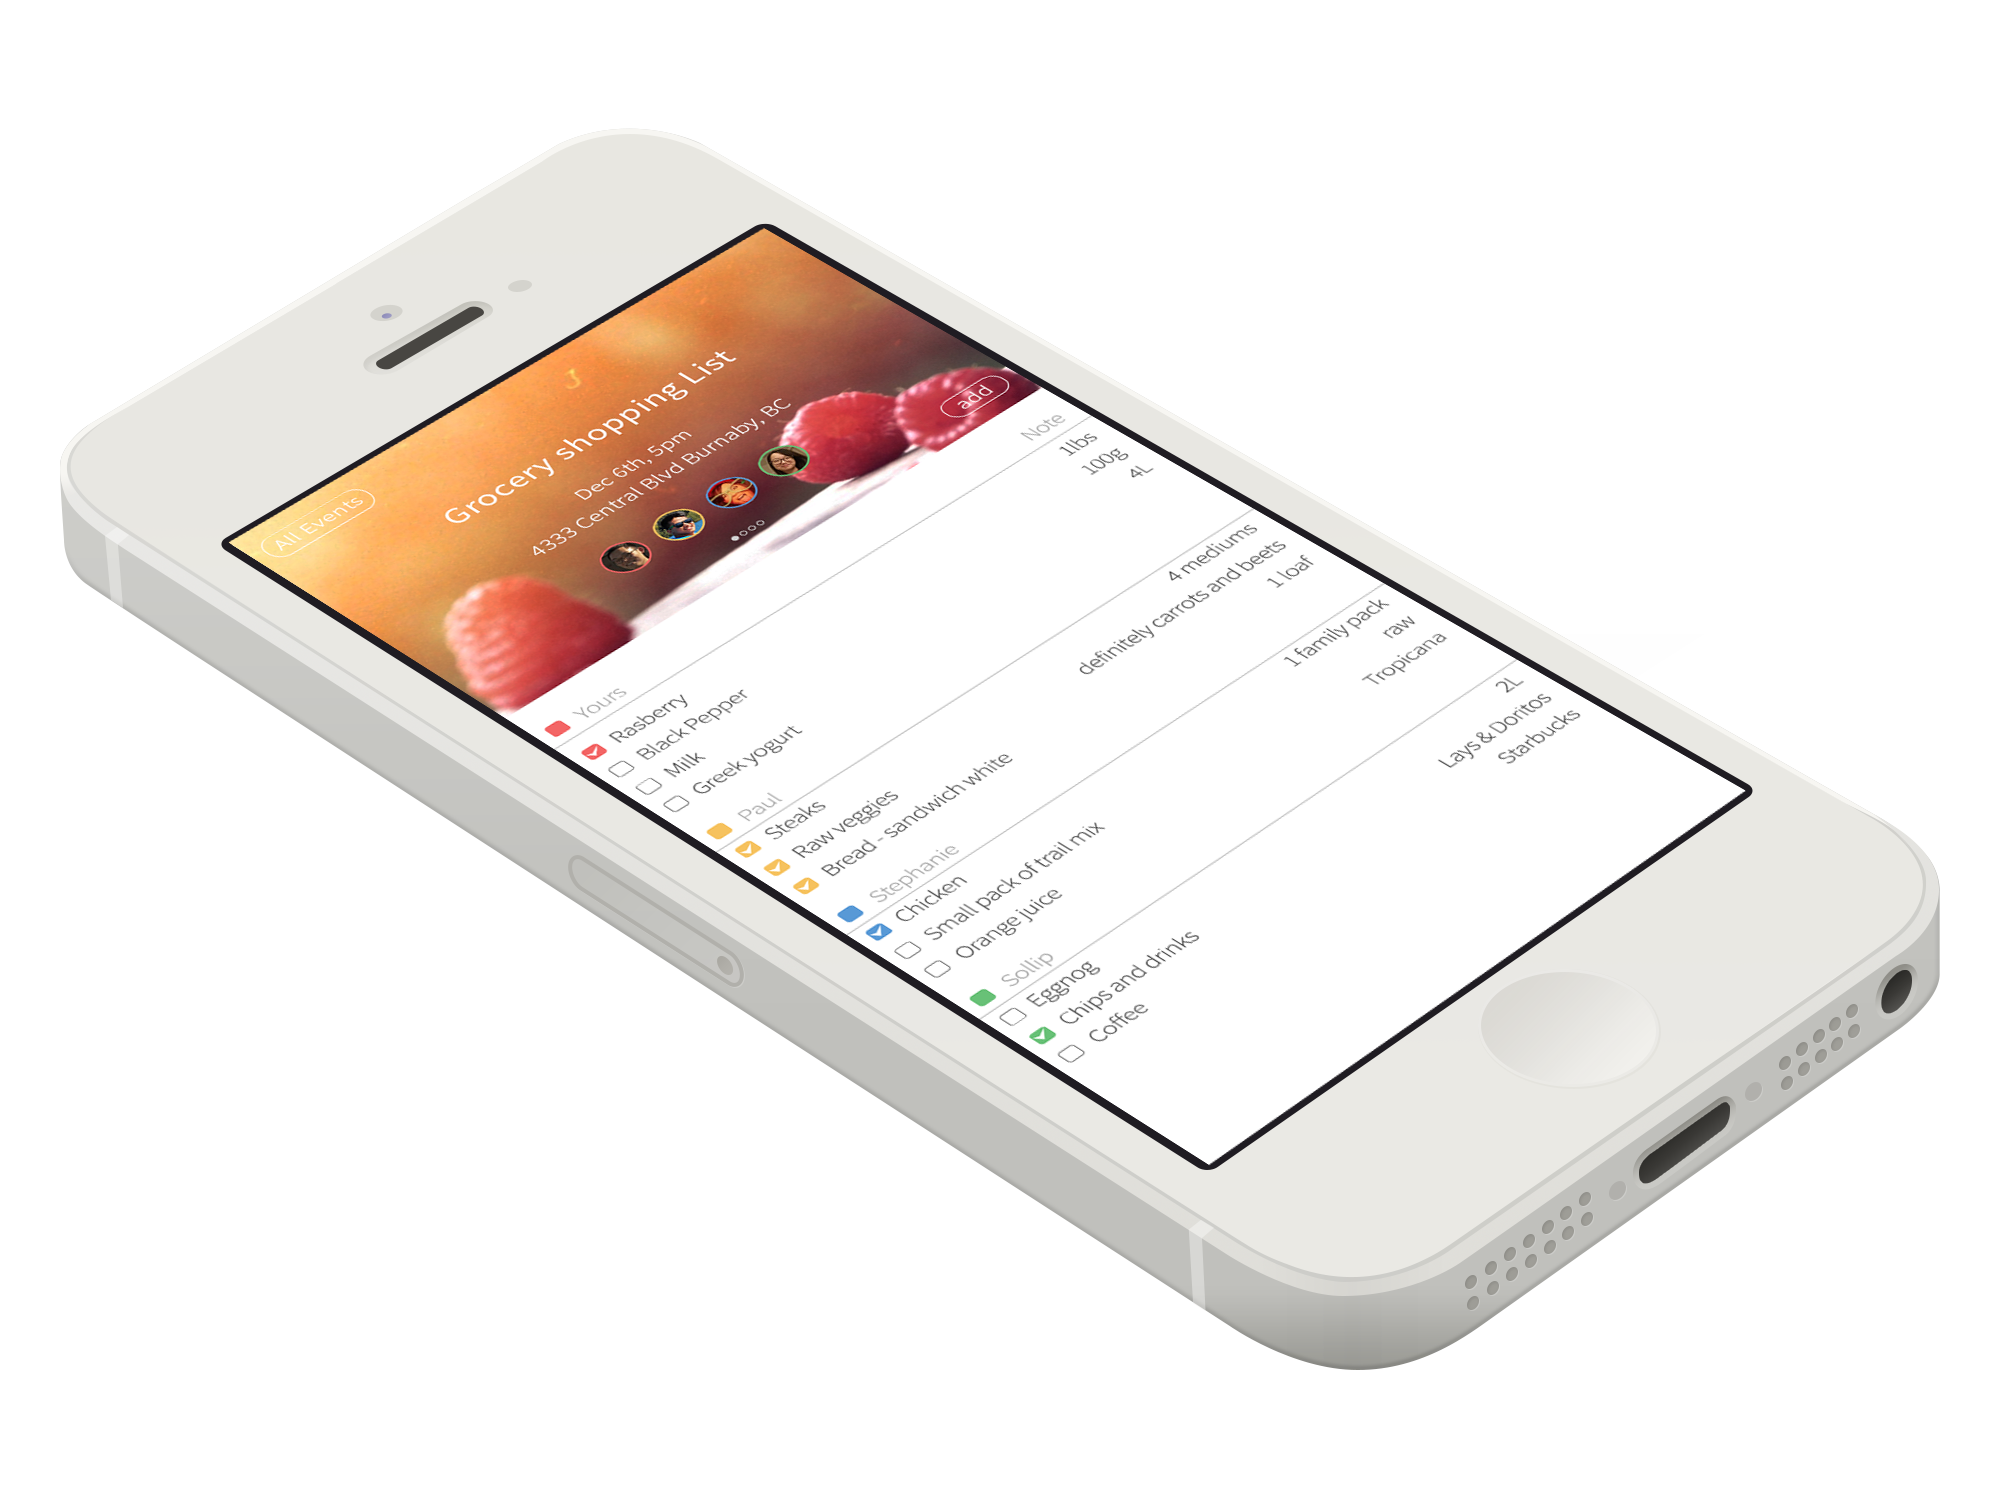 All Events
Grocery shopping List
Dec 6th, 5pm
4333 Central Blvd Burnaby, BC
add
Yours Note
Rasberry 1lbs
Black Pepper 100g
Milk 4L
Greek yogurt
Paul
Steaks 4 mediums
Raw veggies definitely carrots and beets
Bread - sandwich white 1 loaf
Stephanie
Chicken 1 family pack
Small pack of trail mix raw
Orange juice Tropicana
Sollip
Eggnog 2L
Chips and drinks Lays & Doritos
Coffee Starbucks